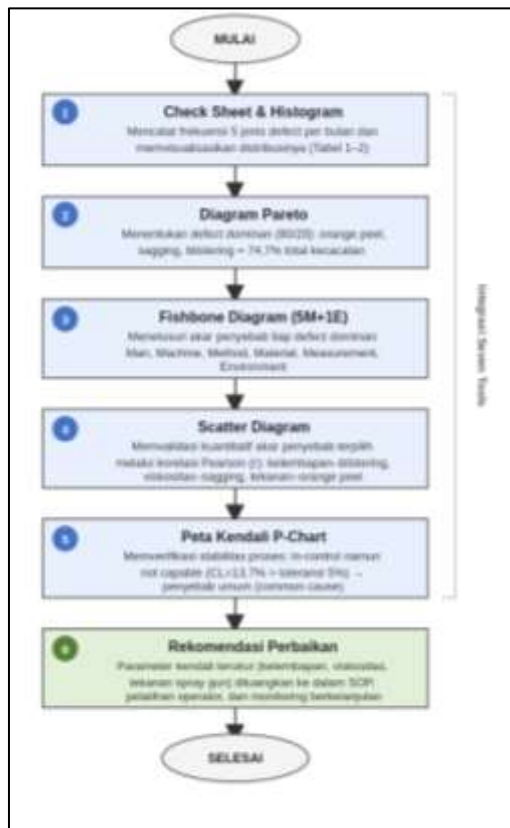 MULAI
1
Check Sheet & Histogram
Mencatat frekuensi 5 jenis defect per bulan dan
memvisualisasikan distribusinya (Tabel 1–2)
2
Diagram Pareto
Menentukan defect dominan (80/20): orange peel,
sagging, blistering = 74,7% total kecacatan
3
Fishbone Diagram (5M+1E)
Menelusuri akar penyebab tiap defect dominan
Man, Machine, Method, Material, Measurement,
Environment
4
Scatter Diagram
Memvalidasi kuantitatif akar penyebab terpilih
melalui korelasi Pearson (r): kelembapan–blistering,
viskositas–sagging, tekanan–orange peel
5
Peta Kendali P-Chart
Memverifikasi stabilitas proses: in-control namun
not capable (CL=13,7% > toleransi 5%) →
penyebab umum (common cause)
6
Rekomendasi Perbaikan
Parameter kendali terukur (kelembapan, viskositas,
tekanan spray gun) dituangkan ke dalam SOP,
pelatihan operator, dan monitoring berkelanjutan
SELESAI
Integrasi Seven Tools